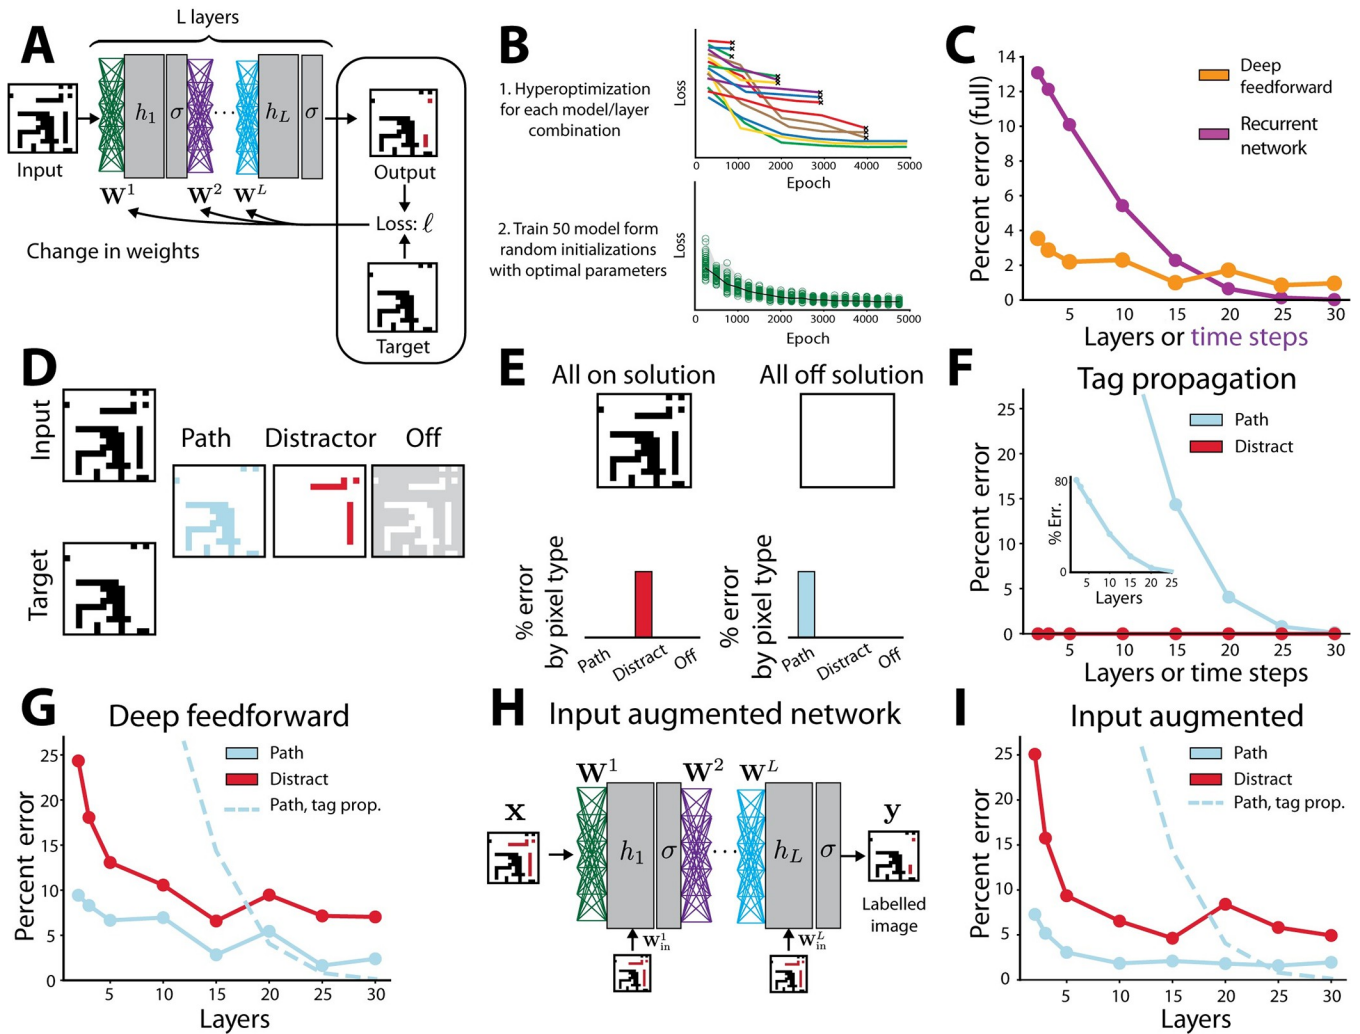 A
L layers
h1
σ
...
hL
σ
Input
W1
W2
WL
Output
Loss: ℓ
Change in weights
Target
B
1. Hyperoptimization
for each model/layer
combination
Loss
0
1000
2000
3000
4000
5000
Epoch
2. Train 50 model form
random initializations
with optimal parameters
Loss
0
1000
2000
3000
4000
5000
Epoch
C
Percent error (full)
14
12
10
8
6
4
2
0
5
10
15
20
25
30
Layers or time steps
Deep
feedforward
Recurrent
network
D
Input
Target
Path
Distractor
Off
E
All on solution
All off solution
% error
by pixel type
Path
Distract
Off
% error
by pixel type
Path
Distract
Off
F
Tag propagation
Path
Distract
Percent error
25
20
15
10
5
0
5
10
15
20
25
30
Layers or time steps
% Err.
80
0
5
10
15
20
25
Layers
G
Deep feedforward
Path
Distract
Path, tag prop.
Percent error
25
20
15
10
5
0
5
10
15
20
25
30
Layers
H
Input augmented network
W1
W2
WL
x
h1
σ
...
hL
σ
y
Labelled
image
W1in
WLin
I
Input augmented
Path
Distract
Path, tag prop.
Percent error
25
20
15
10
5
0
5
10
15
20
25
30
Layers